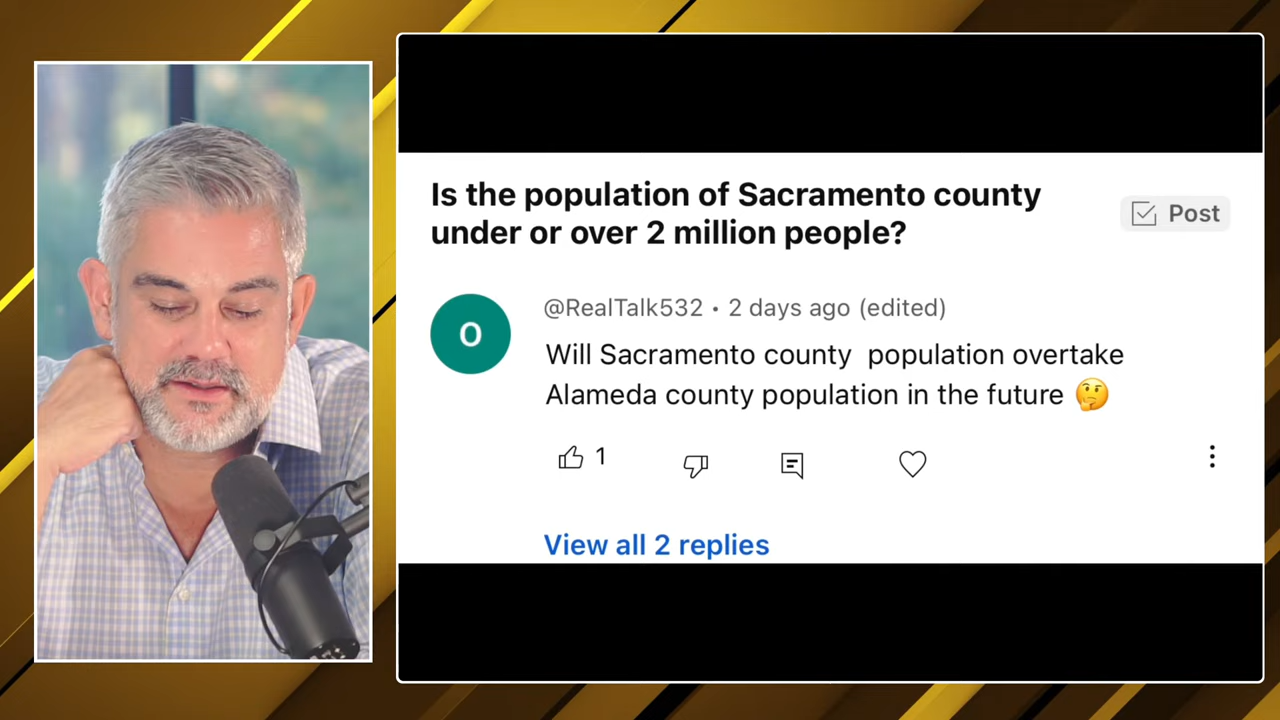 Is the population of Sacramento county
under or over 2 million people?
Post
O
@RealTalk532 • 2 days ago (edited)
Will Sacramento county  population overtake
Alameda county population in the future 🤔
1
View all 2 replies